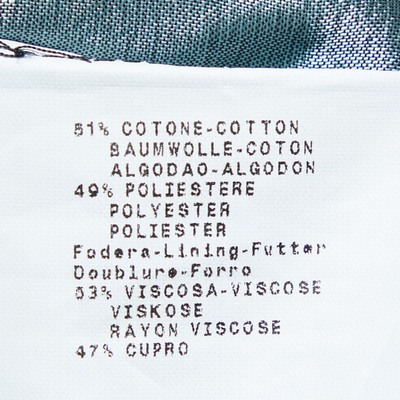 51% COTONE-COTTON
BAUMWOLLE-COTON
ALGODAO-ALGODON
49% POLIESTERE
POLYESTER
POLIESTER
Fodera-Lining-Futter
Doublure-Forro
53% VISCOSA-VISCOSE
VISKOSE
RAYON VISCOSE
47% CUPRO